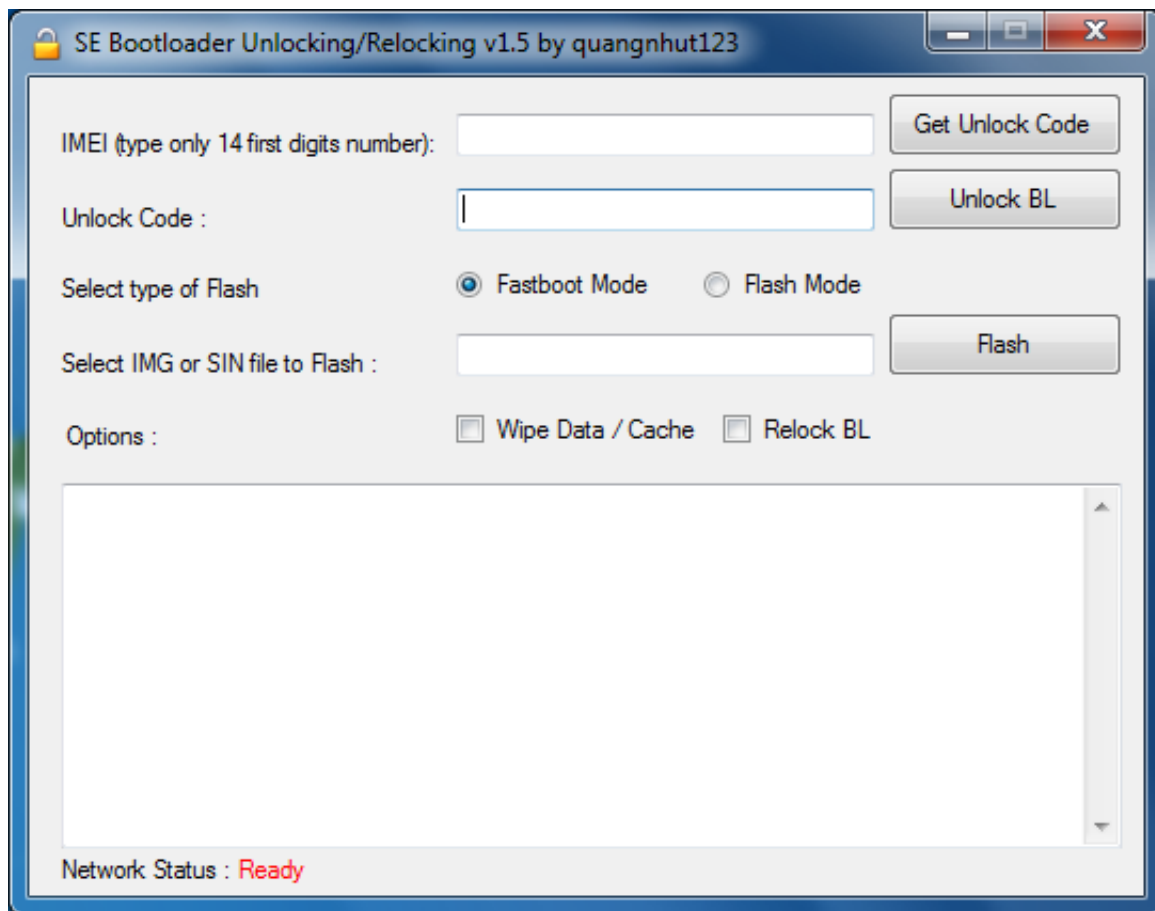 SE Bootloader Unlocking/Relocking v1.5 by quangnhut123
IMEI (type only 14 first digits number):
Get Unlock Code
Unlock Code :
Unlock BL
Select type of Flash
Fastboot Mode
Flash Mode
Select IMG or SIN file to Flash :
Flash
Options :
Wipe Data / Cache
Relock BL
Network Status : Ready